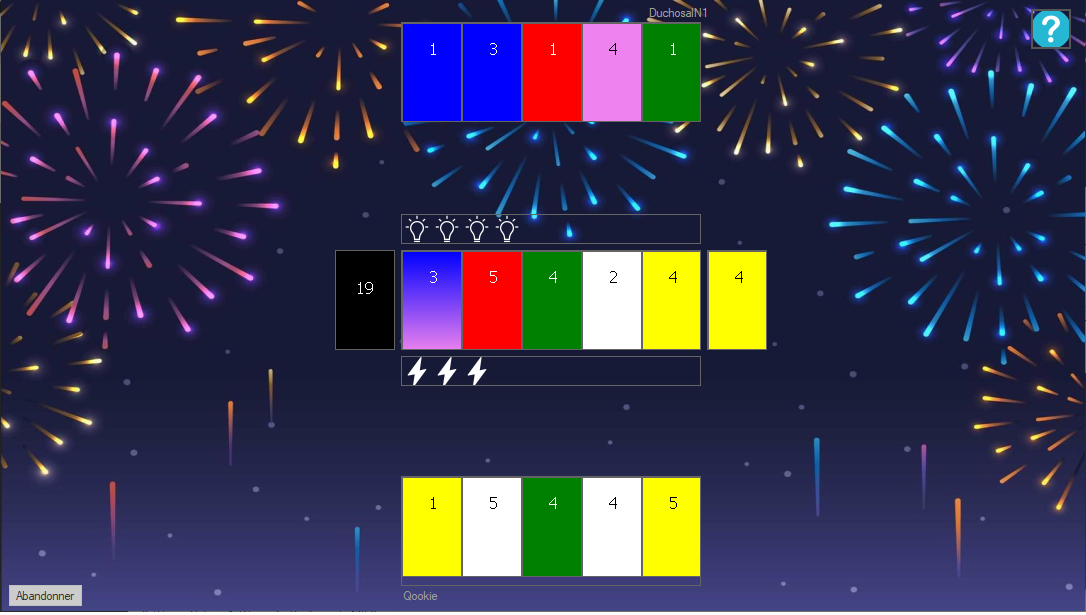 DuchosalN1
?
1 3 1 4 1
19 3 5 4 2 4 4
1 5 4 4 5
Abandonner
Qookie